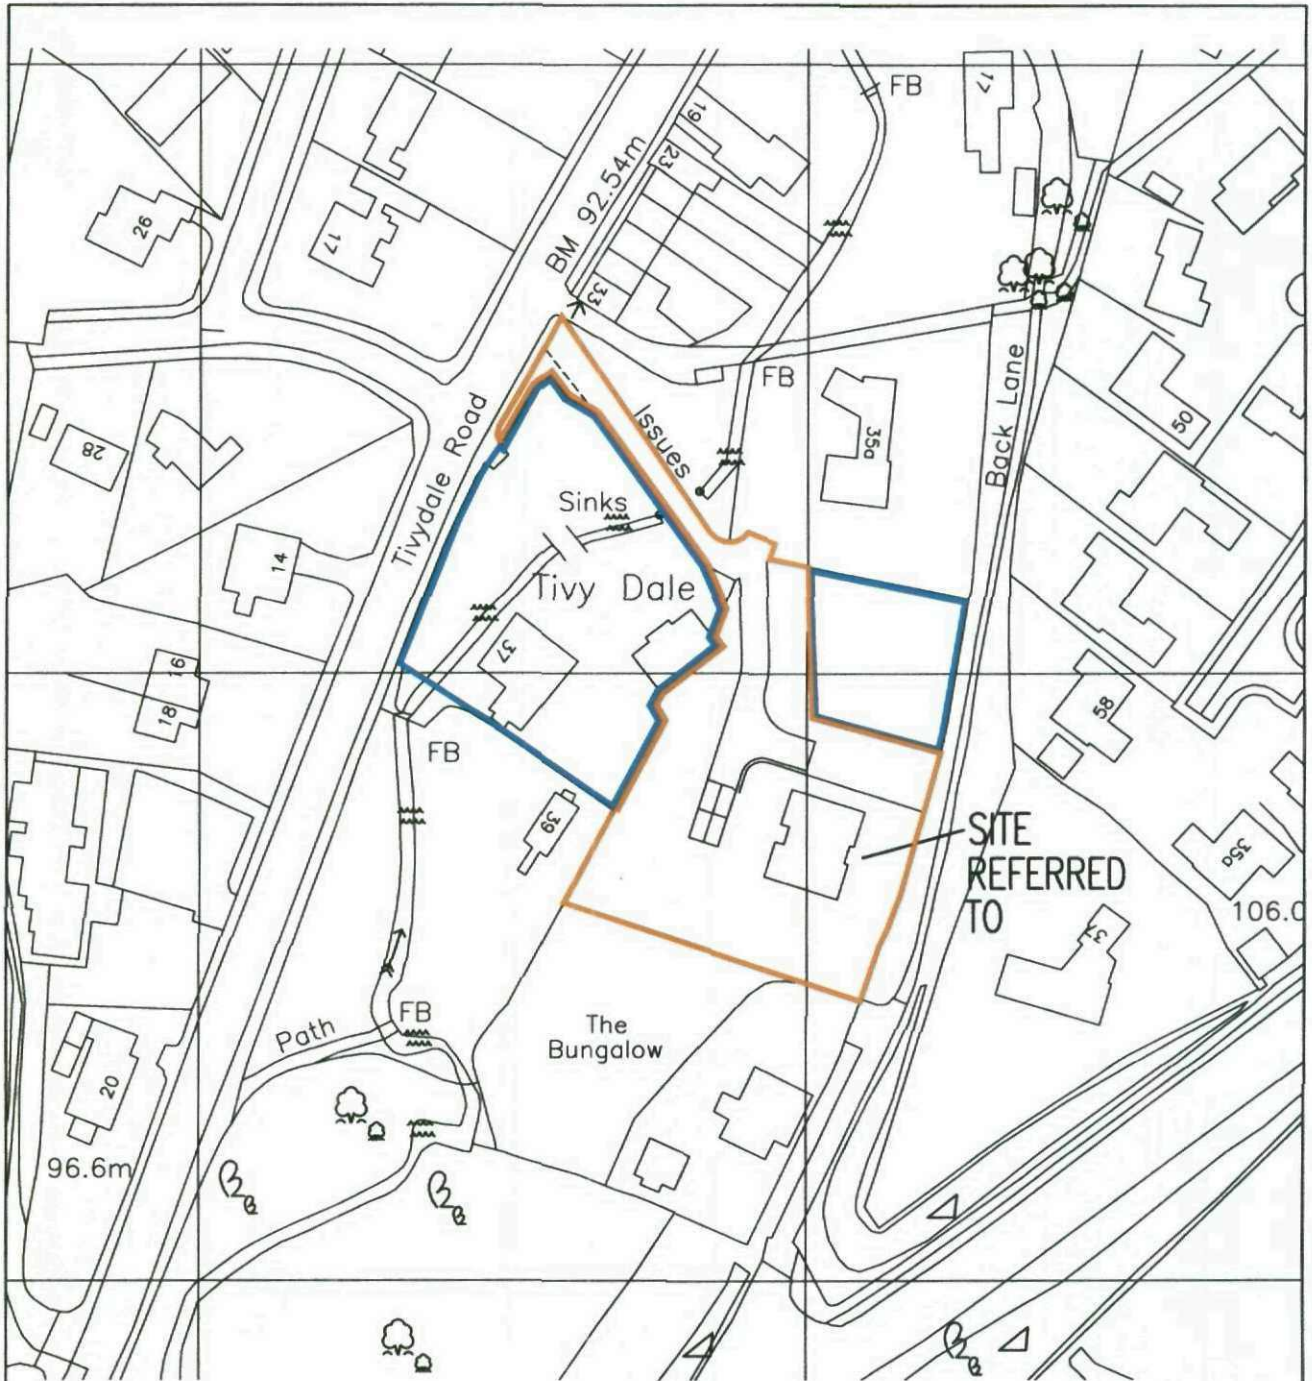 FB
17
19
23
BM 92.54m
26
17
33
FB
Back Lane
50
Tivydale Road
Issues
35a
28
Sinks
14
Tivy Dale
37
16
18
58
FB
39
SITE
REFERRED
TO
35a
106.0
37
FB
Path
The
Bungalow
20
96.6m